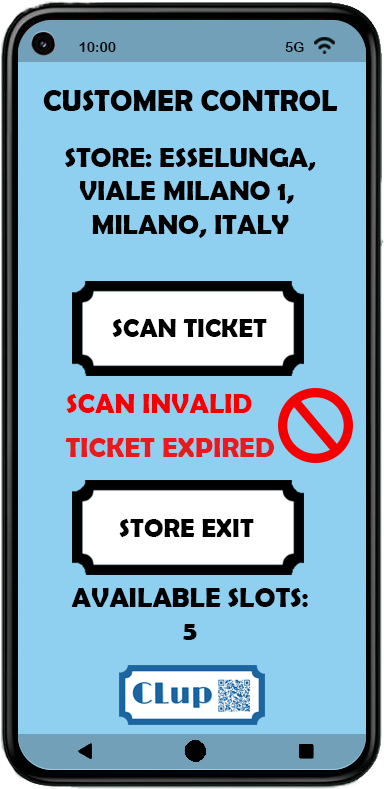 10:00 5G
CUSTOMER CONTROL
STORE: ESSELUNGA,
VIALE MILANO 1,
MILANO, ITALY
SCAN TICKET
SCAN INVALID
TICKET EXPIRED
STORE EXIT
AVAILABLE SLOTS:
5
CLup